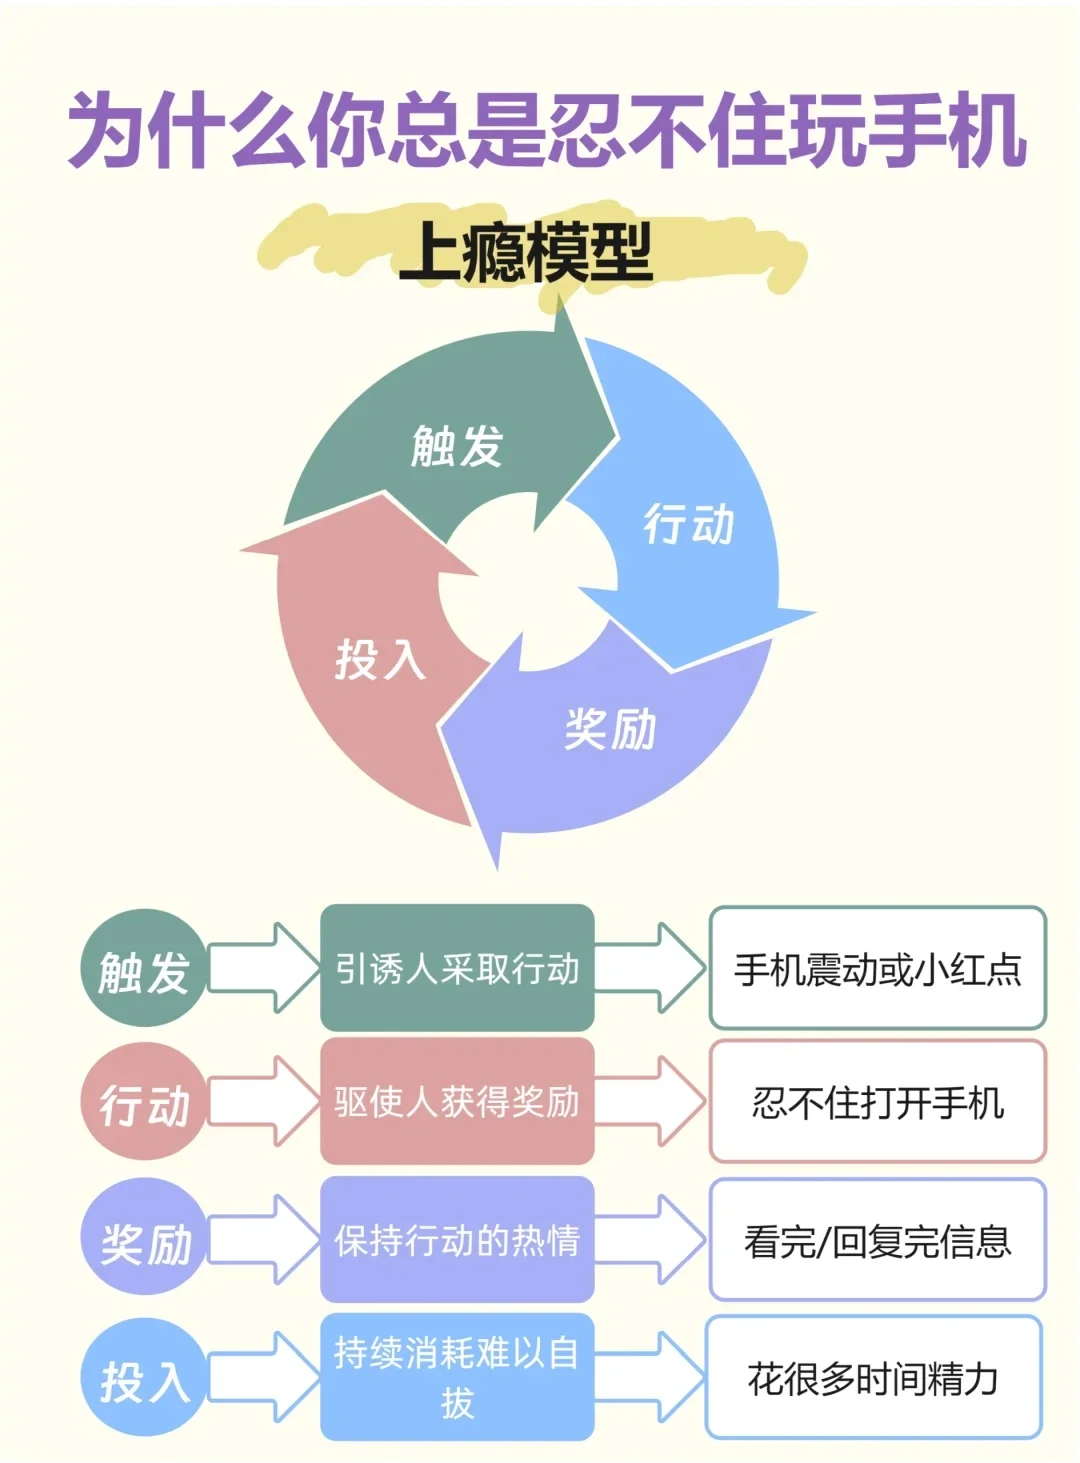 为什么你总是忍不住玩手机
上瘾模型
触发
行动
投入
奖励
触发
引诱人采取行动
手机震动或小红点
行动
驱使人获得奖励
忍不住打开手机
奖励
保持行动的热情
看完/回复完信息
投入
持续消耗难以自
拔
花很多时间精力